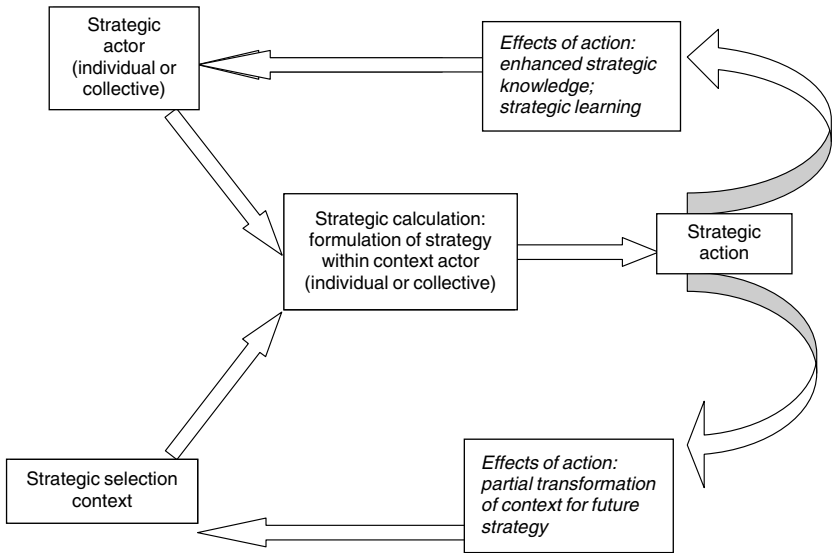 Strategic
actor
(individual or
collective)
Effects of action:
enhanced strategic
knowledge;
strategic learning
Strategic calculation:
formulation of strategy
within context actor
(individual or collective)
Strategic
action
Strategic selection
context
Effects of action:
partial transformation
of context for future
strategy